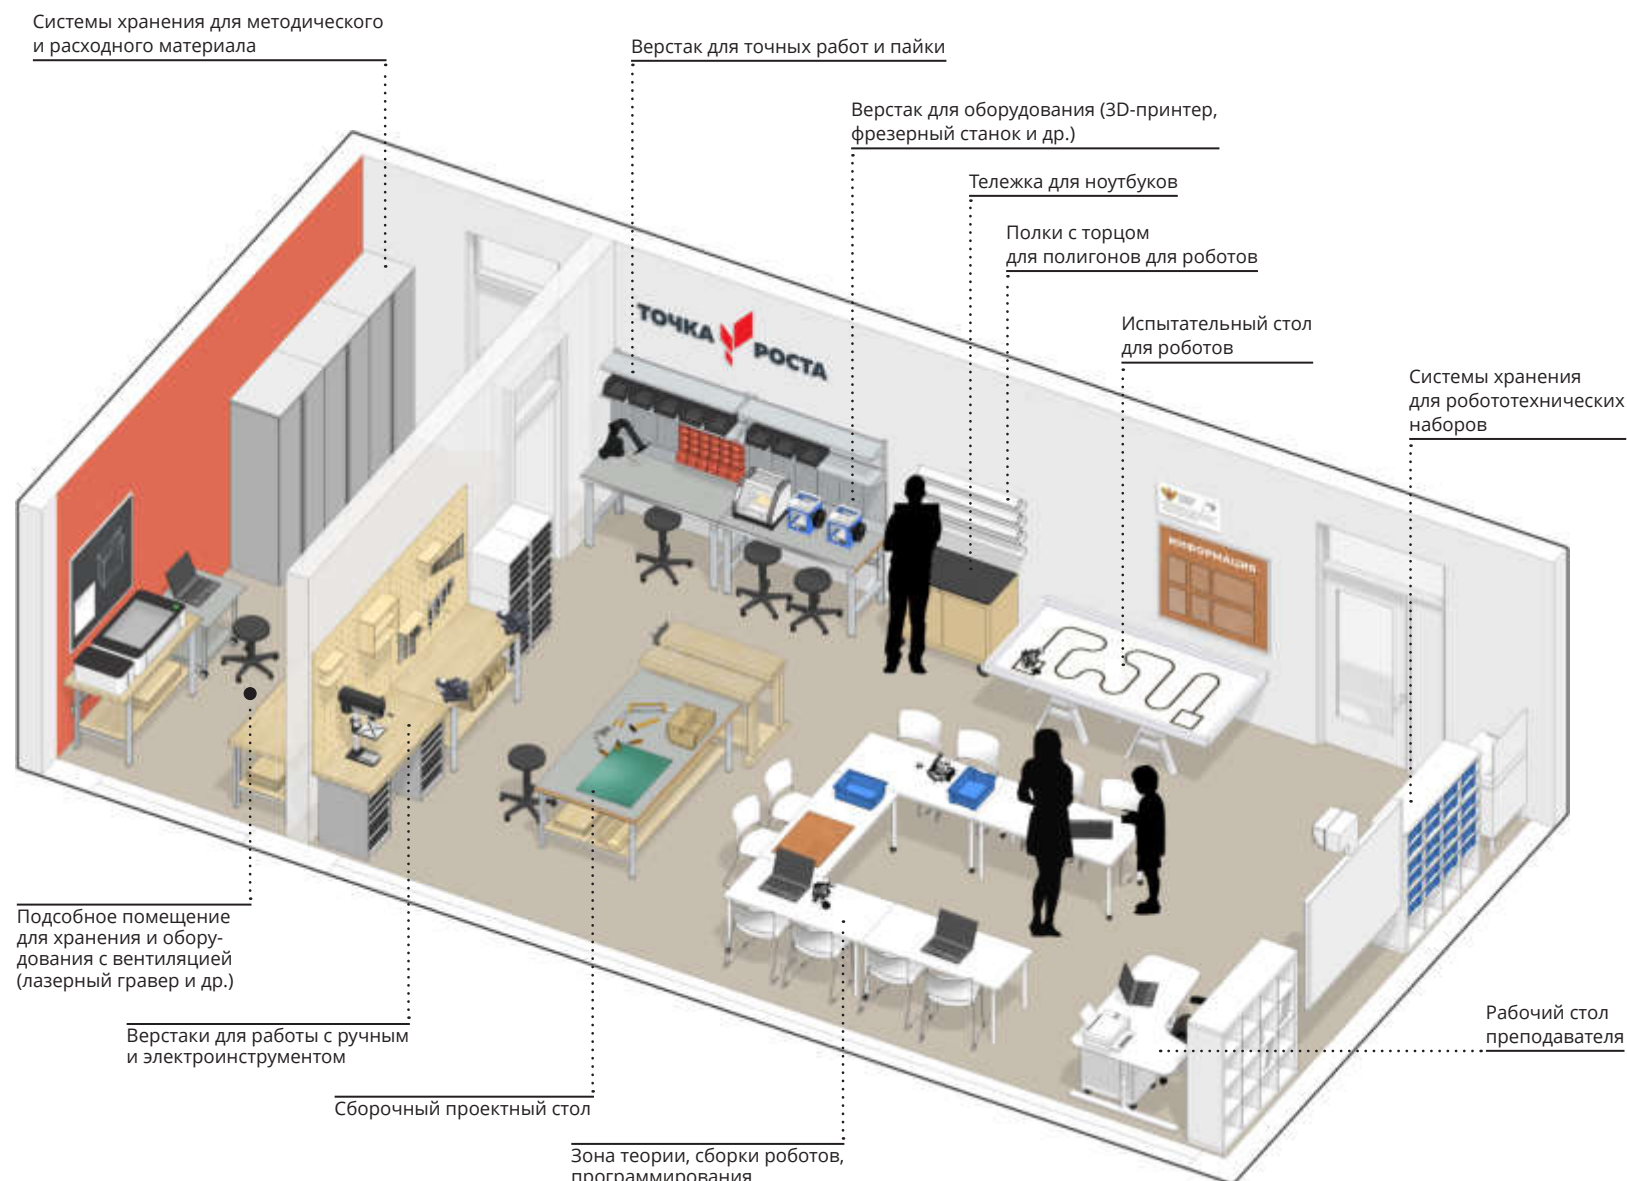 Системы хранения для методического
и расходного материала
Верстак для точных работ и пайки
Верстак для оборудования (3D-принтер,
фрезерный станок и др.)
Тележка для ноутбуков
Полки с торцом
для полигонов для роботов
Испытательный стол
для роботов
Системы хранения
для робототехнических
наборов
ТОЧКА РОСТА
ИНФОРМАЦИЯ
Подсобное помещение
для хранения и обору-
дования с вентиляцией
(лазерный гравер и др.)
Верстаки для работы с ручным
и электроинструментом
Сборочный проектный стол
Зона теории, сборки роботов,
программирования
Рабочий стол
преподавателя